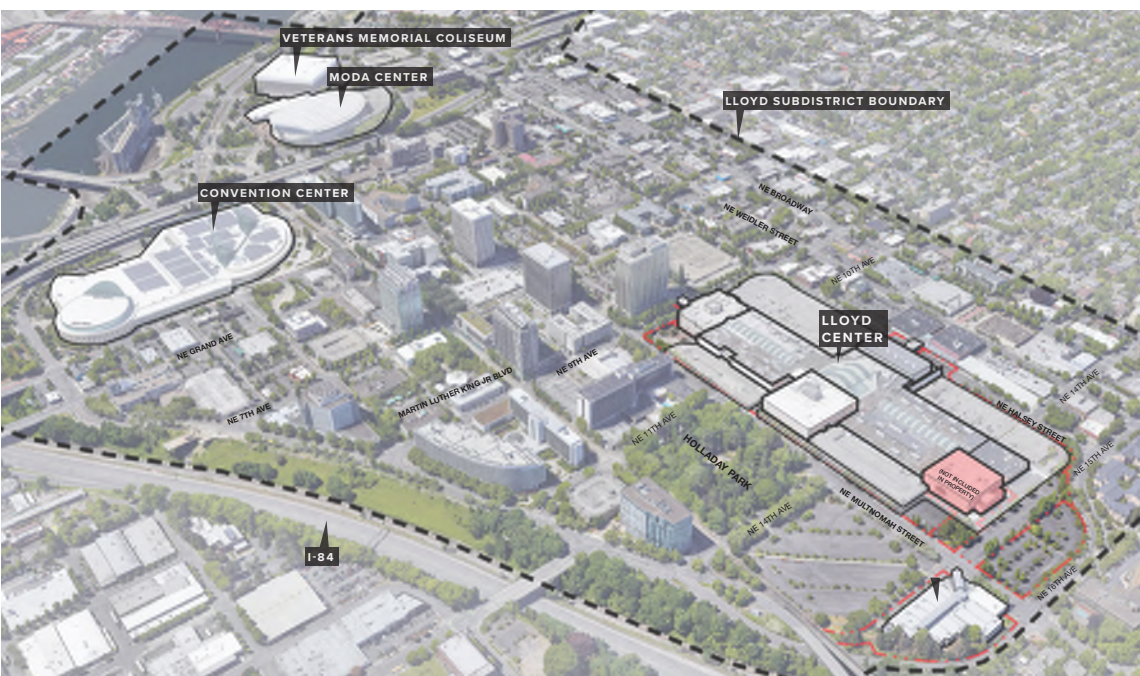 VETERANS MEMORIAL COLISEUM
MODA CENTER
LLOYD SUBDISTRICT BOUNDARY
CONVENTION CENTER
NE BROADWAY
NE WEIDLER STREET
NE 10TH AVE
LLOYD
CENTER
NE GRAND AVE
NE 9TH AVE
MARTIN LUTHER KING JR BLVD
NE 7TH AVE
NE 14TH AVE
NE HALSEY STREET
NE 11TH AVE
HOLLADAY PARK
NE 15TH AVE
(NOT INCLUDED
IN PROPERTY)
NE MULTNOMAH STREET
NE 14TH AVE
I-84
NE 16TH AVE